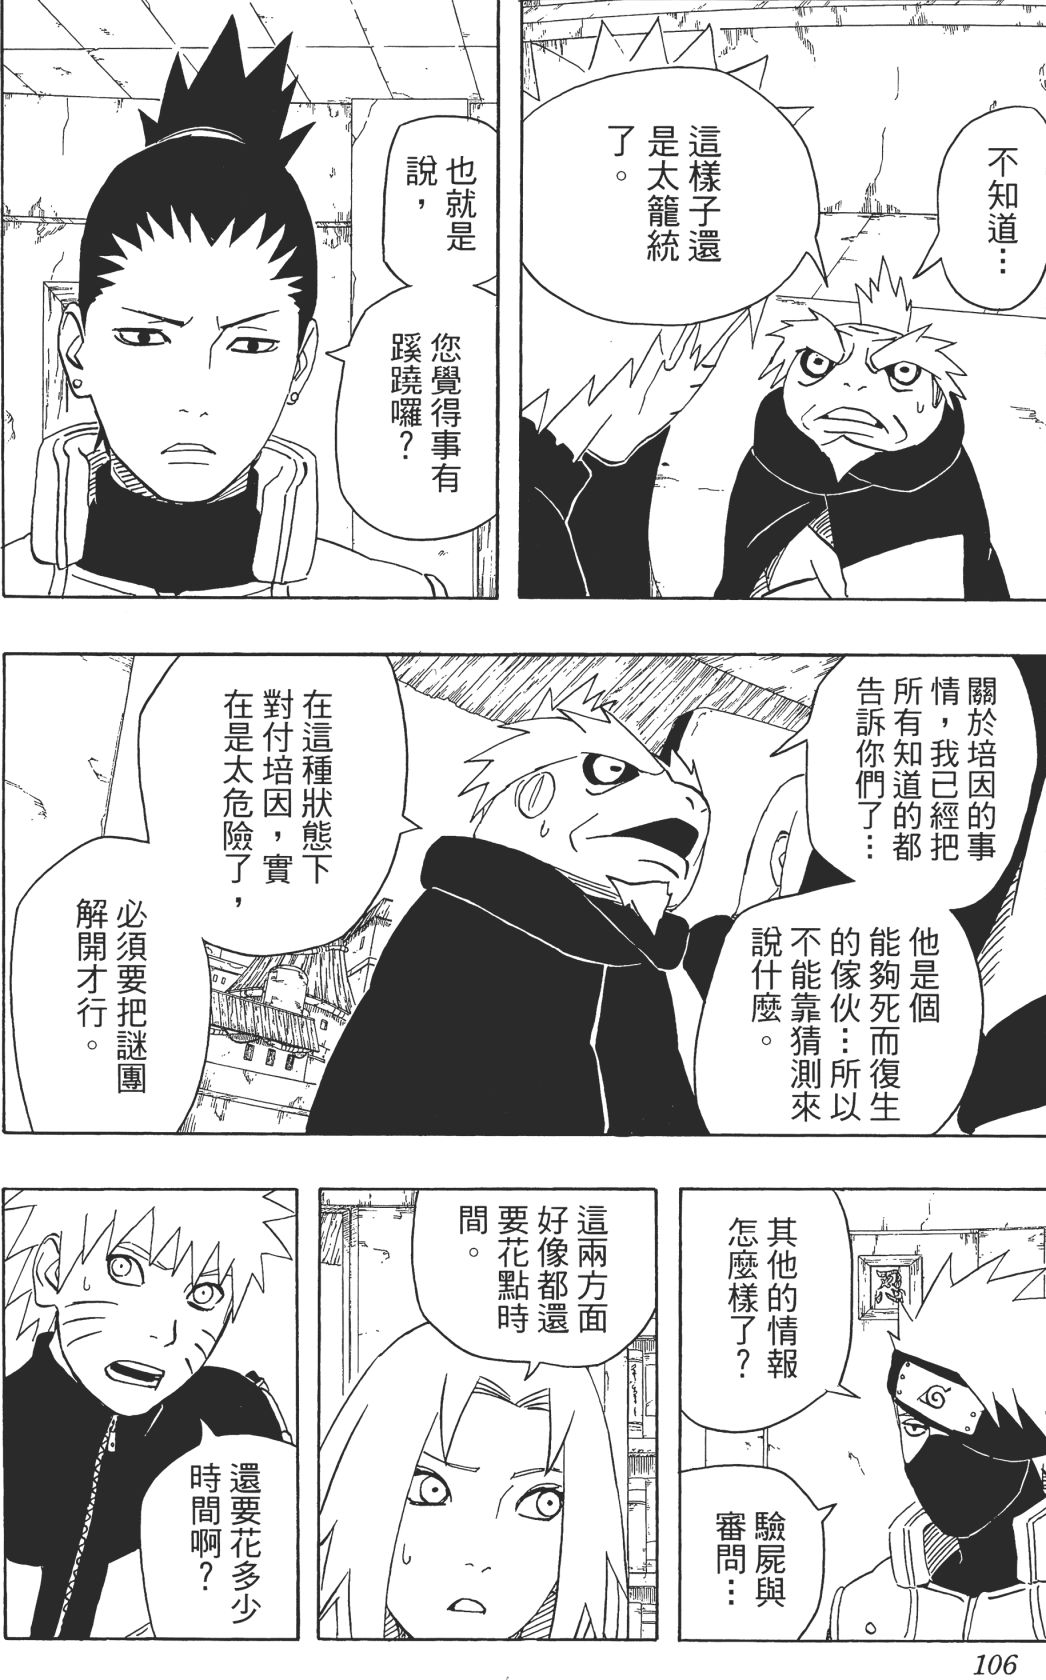 不知道…
這樣子還
是太籠統
了。
也就是
說，
您覺得事有
蹊蹺囉？
關於培因的事
情，我已經把
所有知道的都
告訴你們了…
他是個
能夠死而復生
的傢伙…所以
不能靠猜測來
說什麼。
在這種狀態下
對付培因，實
在是太危險了，
必須要把謎團
解開才行。
其他的情報
怎麼樣了？
忍
驗屍與
審問…
這兩方面
好像都還
要花點時
間。
還要花多少
時間啊？
106